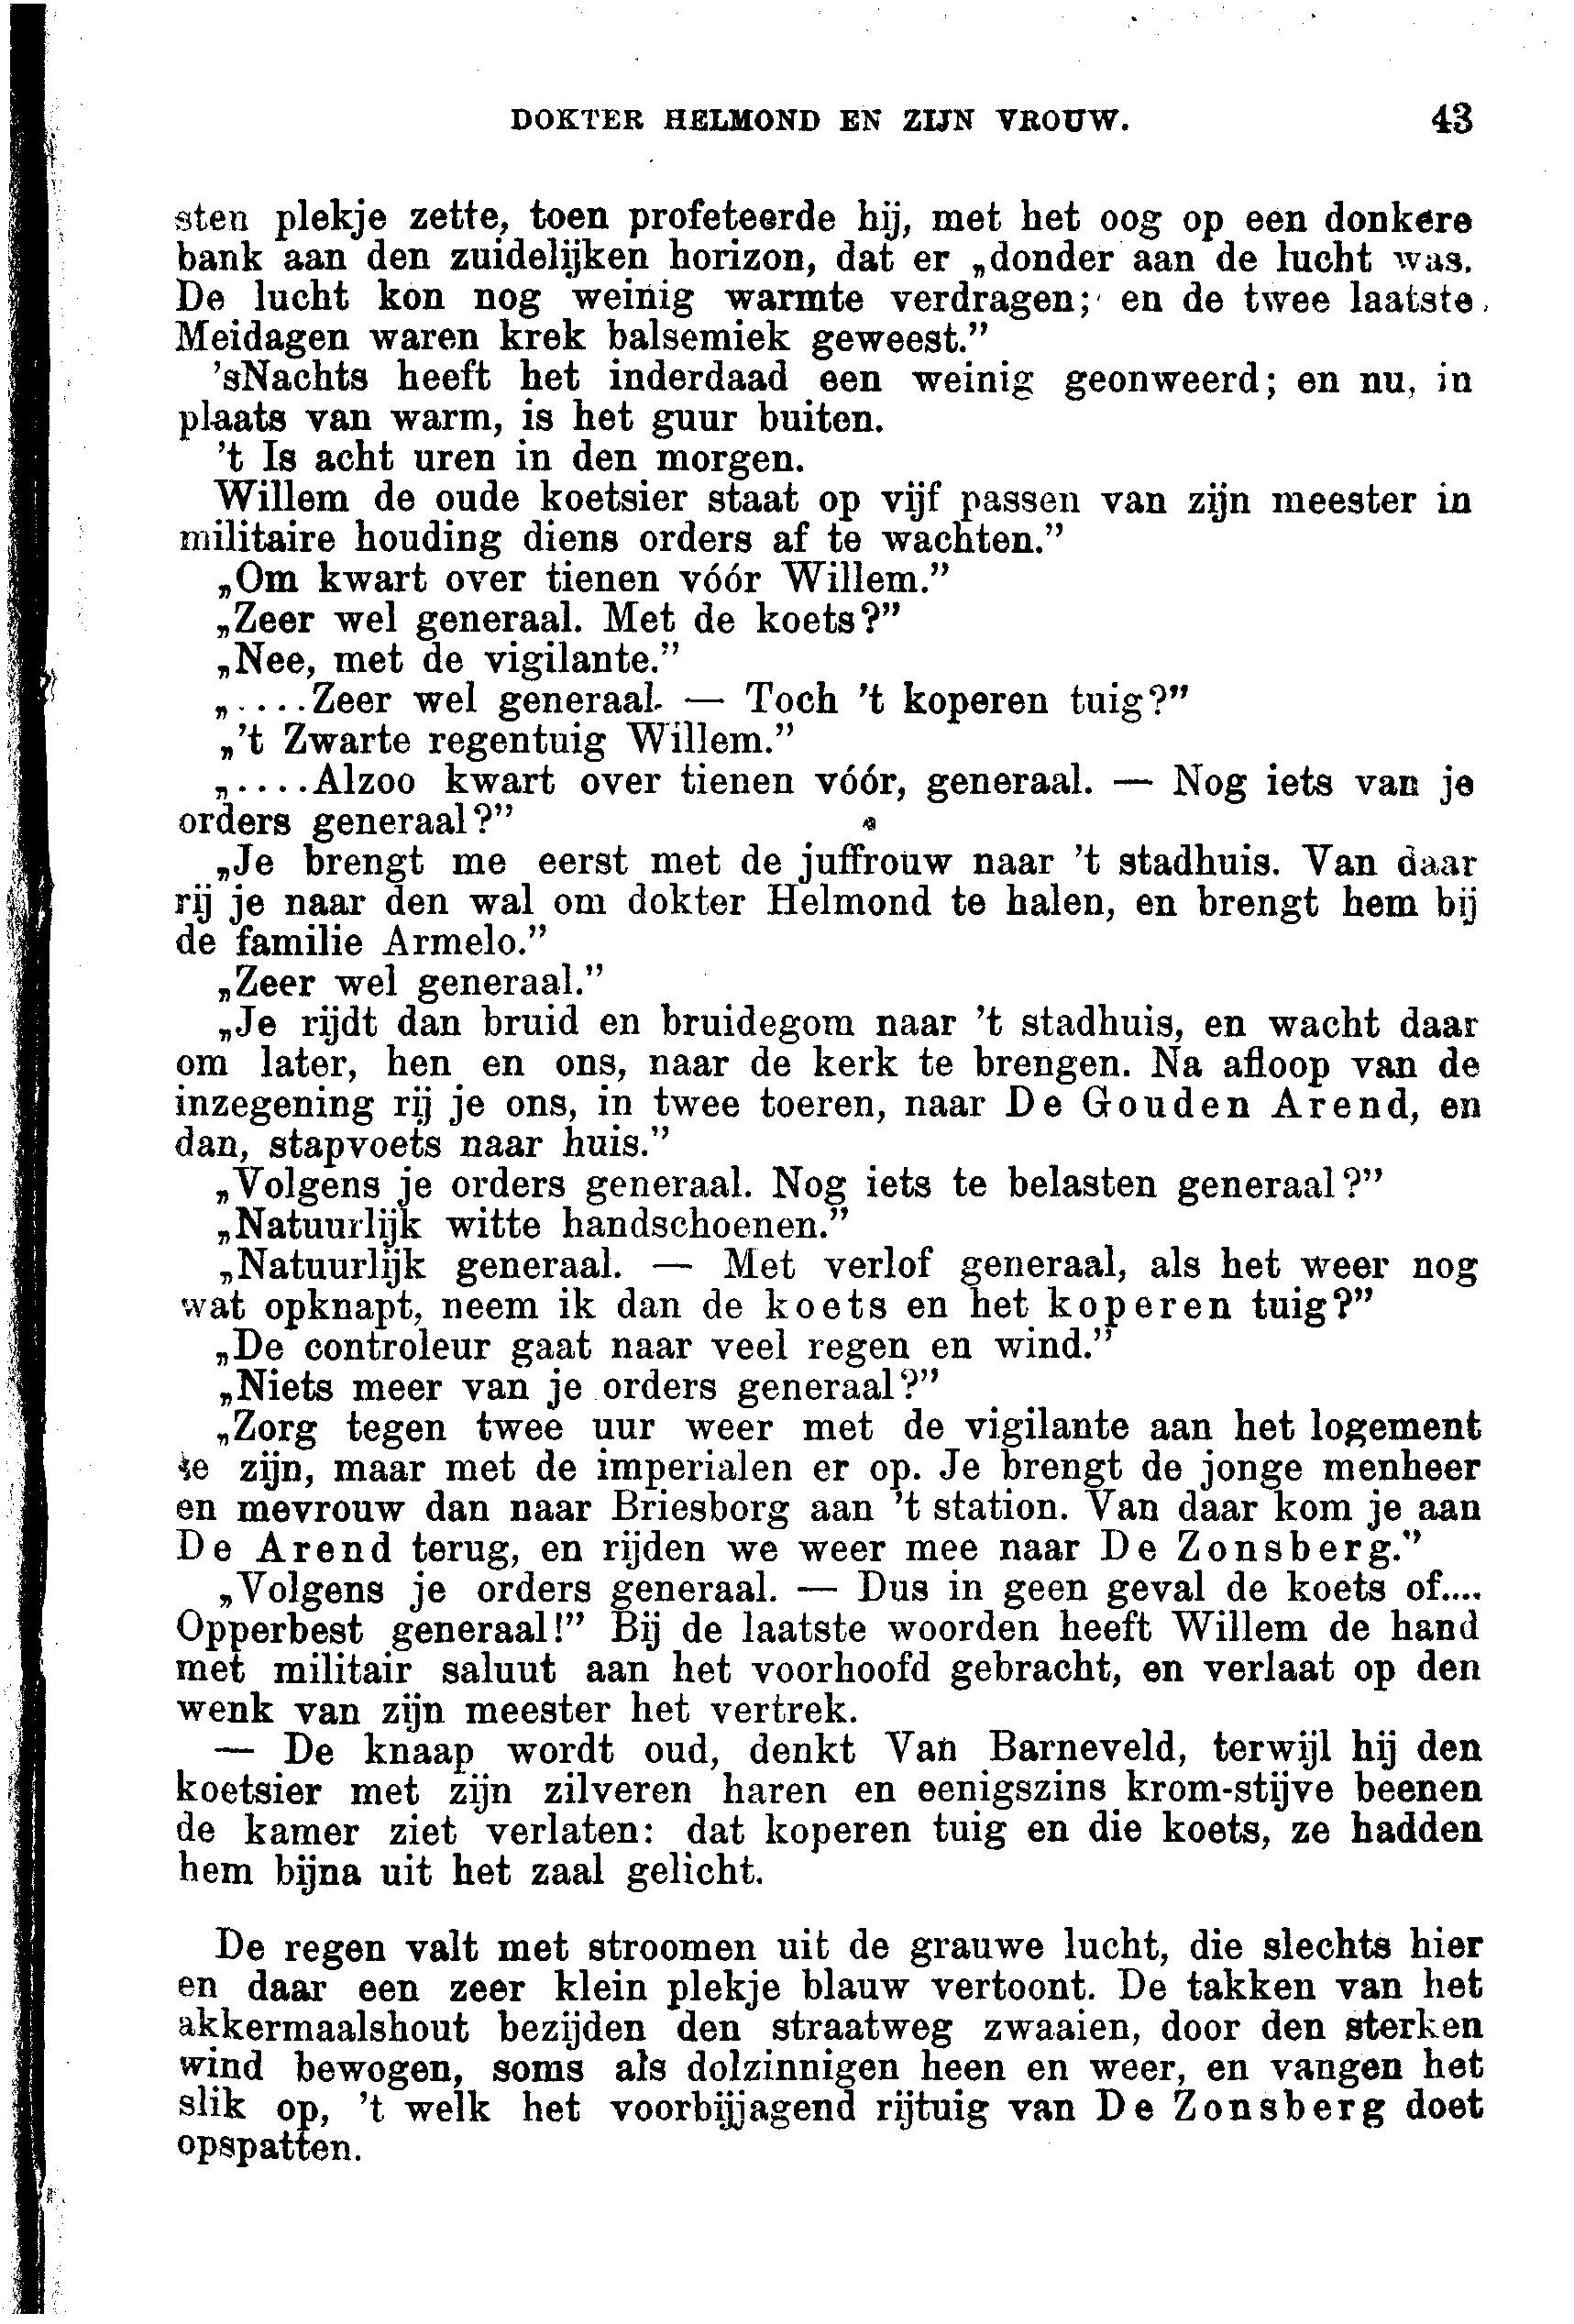 DOKTER HELMOND EN ZIJN VROUW. 43
sten plekje zette, toen profeteerde hij, met het oog op een donkere
bank aan den zuidelijken horizon, dat er „donder aan de lucht was.
De lucht kon nog weinig warmte verdragen; en de twee laatste
Meidagen waren krek balsemiek geweest.”
’sNachts heeft het inderdaad een weinig geonweerd; en nu, in
plaats van warm, is het guur buiten.
’t Is acht uren in den morgen.
Willem de oude koetsier staat op vijf passen van zijn meester in
militaire houding diens orders af te wachten.”
„Om kwart over tienen vóór Willem.”
„Zeer wel generaal. Met de koets?”
„Nee, met de vigilante.”
„....Zeer wel generaal. — Toch ’t koperen tuig?”
„’t Zwarte regentuig Willem.”
„....Alzoo kwart over tienen vóór, generaal. — Nog iets van je
orders generaal?”
„Je brengt me eerst met de juffrouw naar ’t stadhuis. Van daar
rij je naar den wal om dokter Helmond te halen, en brengt hem bij
de familie Armelo.”
„Zeer wel generaal.”
„Je rijdt dan bruid en bruidegom naar ’t stadhuis, en wacht daar
om later, hen en ons, naar de kerk te brengen. Na afloop van de
inzegening rij je ons, in twee toeren, naar De Gouden Arend, en
dan, stapvoets naar huis.”
„Volgens je orders generaal. Nog iets te belasten generaal?”
„Natuurlijk witte handschoenen.”
„Natuurlijk generaal. — Met verlof generaal, als het weer nog
wat opknapt, neem ik dan de koets en het koperen tuig?”
„De controleur gaat naar veel regen en wind.”
„Niets meer van je orders generaal?”
„Zorg tegen twee uur weer met de vigilante aan het logement
te zijn, maar met de imperialen er op. Je brengt de jonge menheer
en mevrouw dan naar Briesborg aan ’t station. Van daar kom je aan
De Arend terug, en rijden we weer mee naar De Zonsberg.”
„Volgens je orders generaal. — Dus in geen geval de koets of....
Opperbest generaal!” Bij de laatste woorden heeft Willem de hand
met militair saluut aan het voorhoofd gebracht, en verlaat op den
wenk van zijn meester het vertrek.
— De knaap wordt oud, denkt Van Barneveld, terwijl hij den
koetsier met zijn zilveren haren en eenigszins krom-stijve beenen
de kamer ziet verlaten: dat koperen tuig en die koets, ze hadden
hem bijna uit het zaal gelicht.
De regen valt met stroomen uit de grauwe lucht, die slechts hier
en daar een zeer klein plekje blauw vertoont. De takken van het
akkermaalshout bezijden den straatweg zwaaien, door den sterken
wind bewogen, soms als dolzinnigen heen en weer, en vangen het
slik op, ’t welk het voorbijjagend rijtuig van De Zonsberg doet
opspatten.